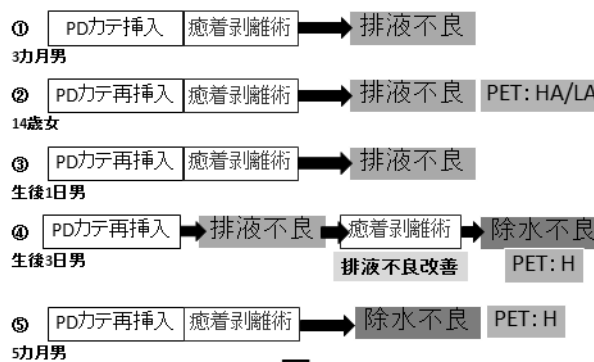 ① PDカテ挿入 癒着剥離術 排液不良
3カ月男
② PDカテ再挿入 癒着剥離術 排液不良 PET: HA/LA
14歳女
③ PDカテ再挿入 癒着剥離術 排液不良
生後1日男
④ PDカテ再挿入 排液不良 癒着剥離術 除水不良
生後3日男 排液不良改善 PET: H
⑤ PDカテ再挿入 癒着剥離術 除水不良 PET: H
5カ月男